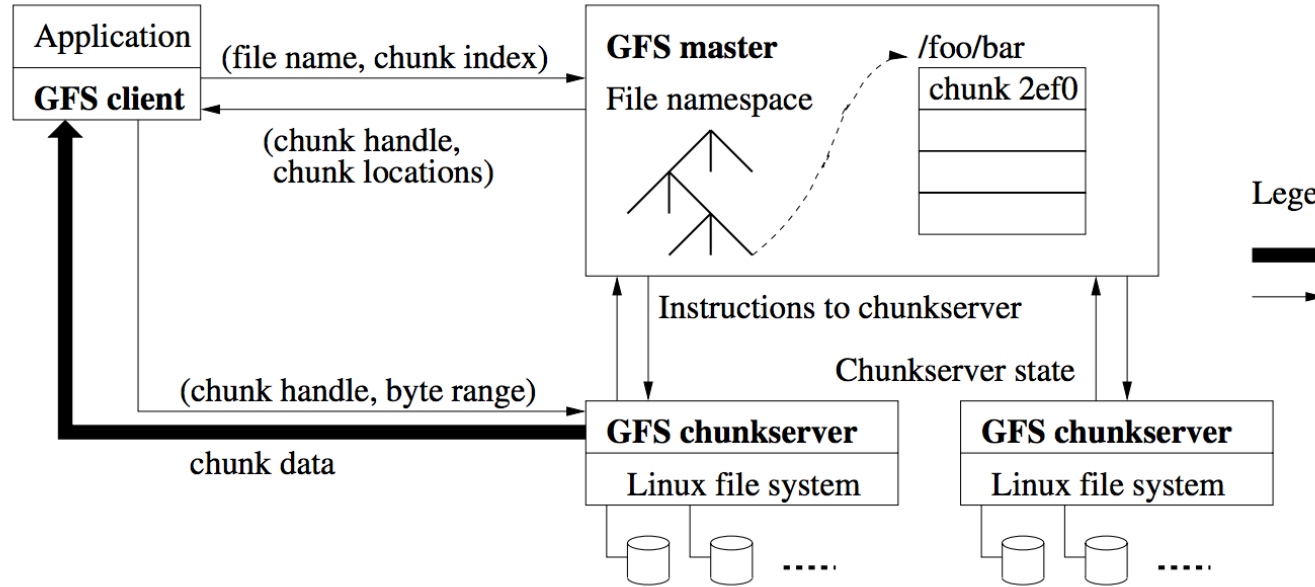 Application
GFS client
(file name, chunk index)
(chunk handle,
chunk locations)
GFS master
File namespace
/foo/bar
chunk 2ef0
Lege
Instructions to chunkserver
Chunkserver state
(chunk handle, byte range)
chunk data
GFS chunkserver
Linux file system
GFS chunkserver
Linux file system